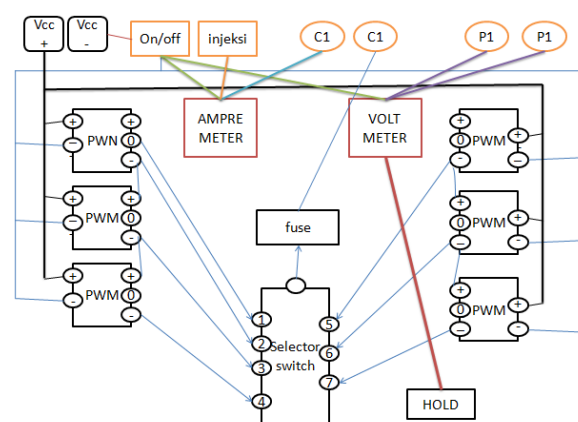 Vcc
+
Vcc
-
On/off
injeksi
C1
C1
P1
P1
AMPRE
METER
VOLT
METER
+
PWN
+
0
−
-
+
PWM
0
-
+
−
+
PWM
+
0
-
−
+
PWM
+
0
-
-
+
PWM
+
0
−
-
+
PWM
+
0
−
-
fuse
1
2
3
4
5
6
7
Selector
switch
HOLD